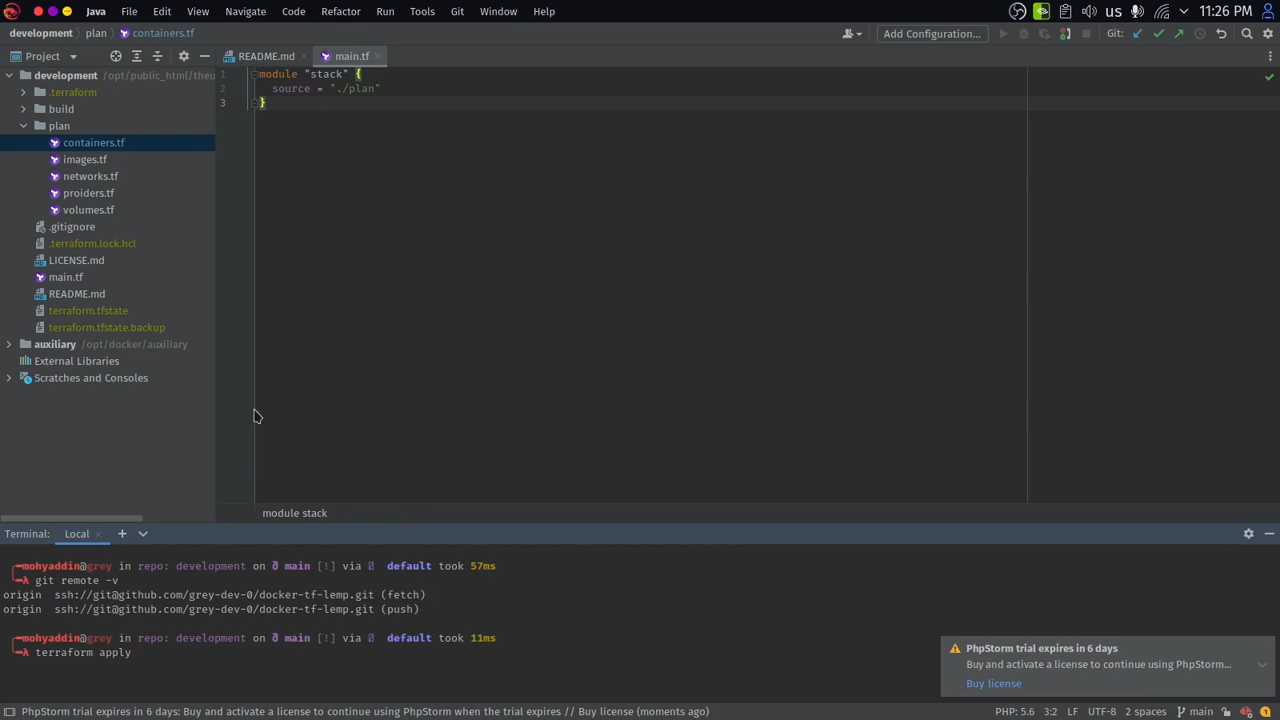 Java File Edit View Navigate Code Refactor Run Tools Git Window Help us 11:26 PM
development plan containers.tf Add Configuration... Git:
Project README.md main.tf
development /opt/public_html/theu
.terraform
build
plan
containers.tf
images.tf
networks.tf
proiders.tf
volumes.tf
.gitignore
.terraform.lock.hcl
LICENSE.md
main.tf
README.md
terraform.tfstate
terraform.tfstate.backup
auxiliary /opt/docker/auxiliary
External Libraries
Scratches and Consoles
1 module "stack" {
2 source = "./plan"
3 }
module stack
Terminal: Local
mohyaddin@grey in repo: development on main [!] via default took 57ms
λ git remote -v
origin ssh://git@github.com/grey-dev-0/docker-tf-lemp.git (fetch)
origin ssh://git@github.com/grey-dev-0/docker-tf-lemp.git (push)
mohyaddin@grey in repo: development on main [!] via default took 11ms
λ terraform apply
PhpStorm trial expires in 6 days
Buy and activate a license to continue using PhpStorm...
Buy license
PhpStorm trial expires in 6 days: Buy and activate a license to continue using PhpStorm when the trial expires // Buy license (moments ago) PHP: 5.6 3:2 LF UTF-8 2 spaces main 1